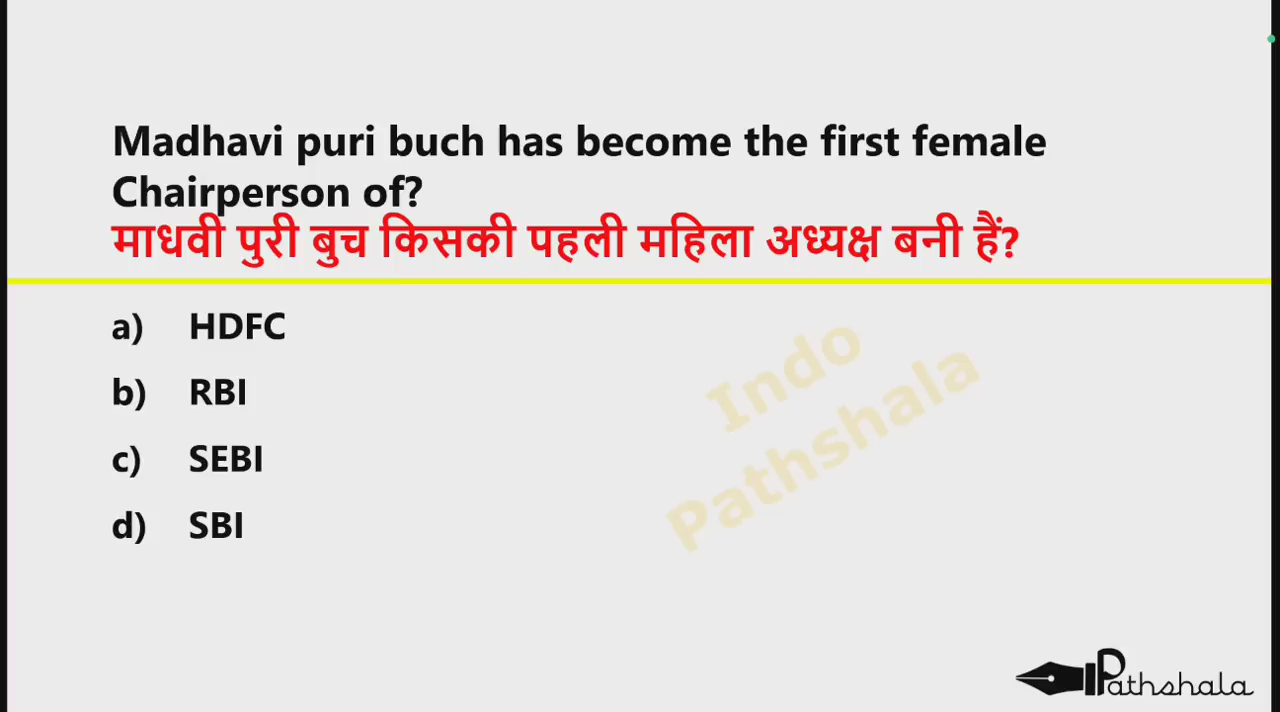 Madhavi puri buch has become the first female
Chairperson of?
माधवी पुरी बुच किसकी पहली महिला अध्यक्ष बनी हैं?
a) HDFC
b) RBI
c) SEBI
d) SBI
Indo
Pathshala
Pathshala